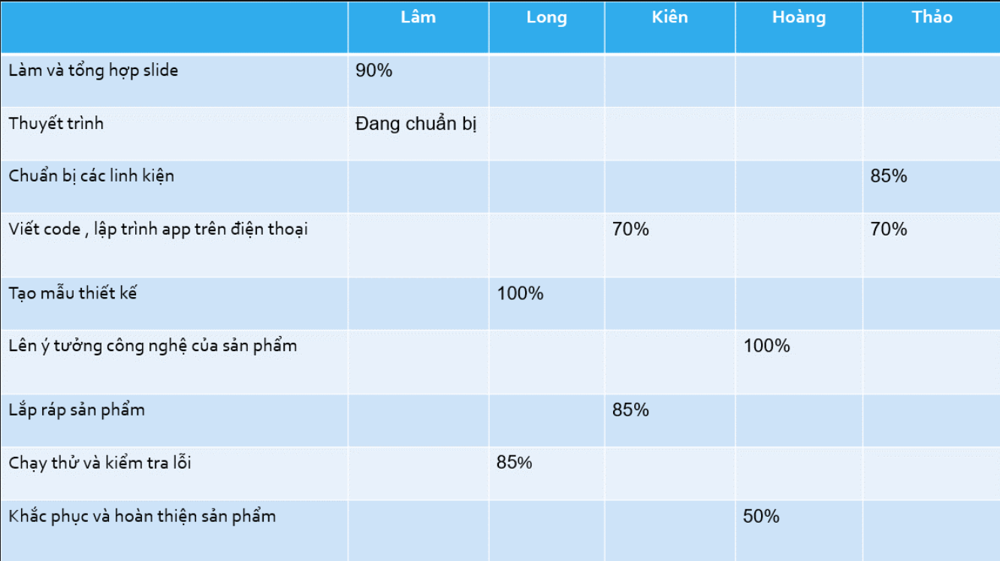 Lâm Long Kiên Hoàng Thảo
Làm và tổng hợp slide 90%
Thuyết trình Đang chuẩn bị
Chuẩn bị các linh kiện 85%
Viết code , lập trình app trên điện thoại 70% 70%
Tạo mẫu thiết kế 100%
Lên ý tưởng công nghệ của sản phẩm 100%
Lắp ráp sản phẩm 85%
Chạy thử và kiểm tra lỗi 85%
Khắc phục và hoàn thiện sản phẩm 50%